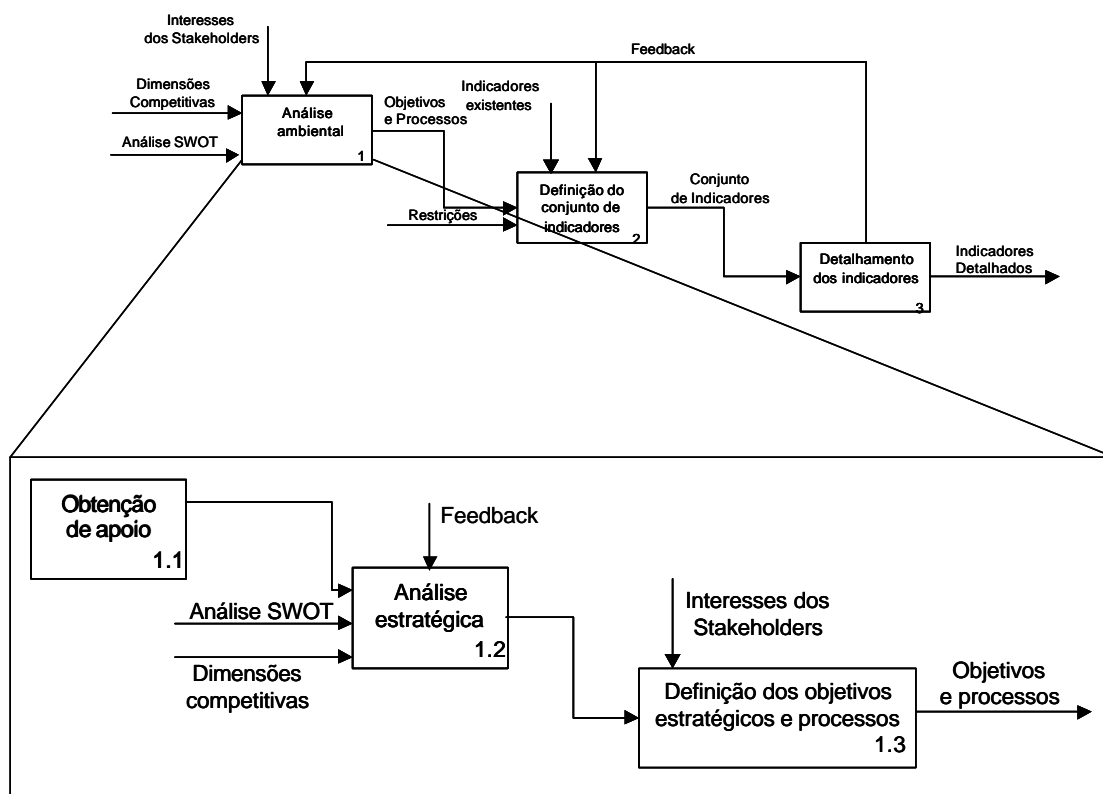 Interesses
dos Stakeholders
Feedback
Dimensões
Competitivas
Análise SWOT
Análise
ambiental
1
Objetivos
e Processos
Indicadores
existentes
Restrições
Definição do
conjunto de
indicadores
2
Conjunto
de Indicadores
Detalhamento
dos indicadores
3
Indicadores
Detalhados
Obtenção
de apoio
1.1
Feedback
Análise SWOT
Dimensões
competitivas
Análise
estratégica
1.2
Interesses dos
Stakeholders
Definição dos objetivos
estratégicos e processos
1.3
Objetivos
e processos